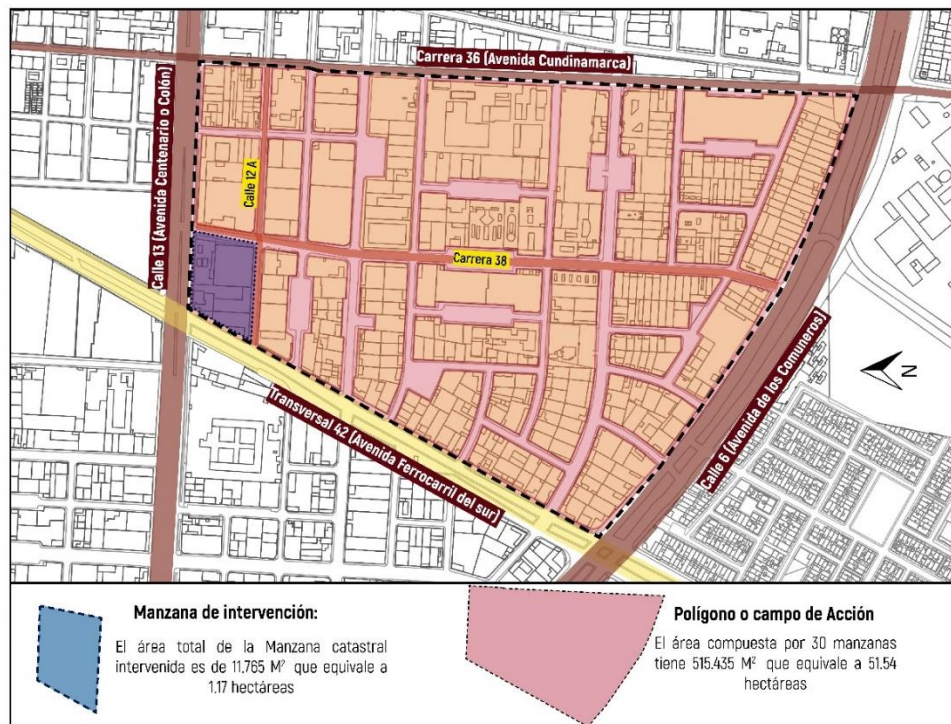 Carrera 36 (Avenida Cundinamarca)
Calle 13 (Avenida Centenario o Colón)
Calle 12 A
Carrera 38
Transversal 42 (Avenida Ferrocarril del sur)
Calle 6 (Avenida de los Comuneros)
N
Manzana de intervención:
El área total de la Manzana catastral
intervenida es de 11.765 M² que equivale a
1.17 hectáreas
Polígono o campo de Acción
El área compuesta por 30 manzanas
tiene 515.435 M² que equivale a 51.54
hectáreas